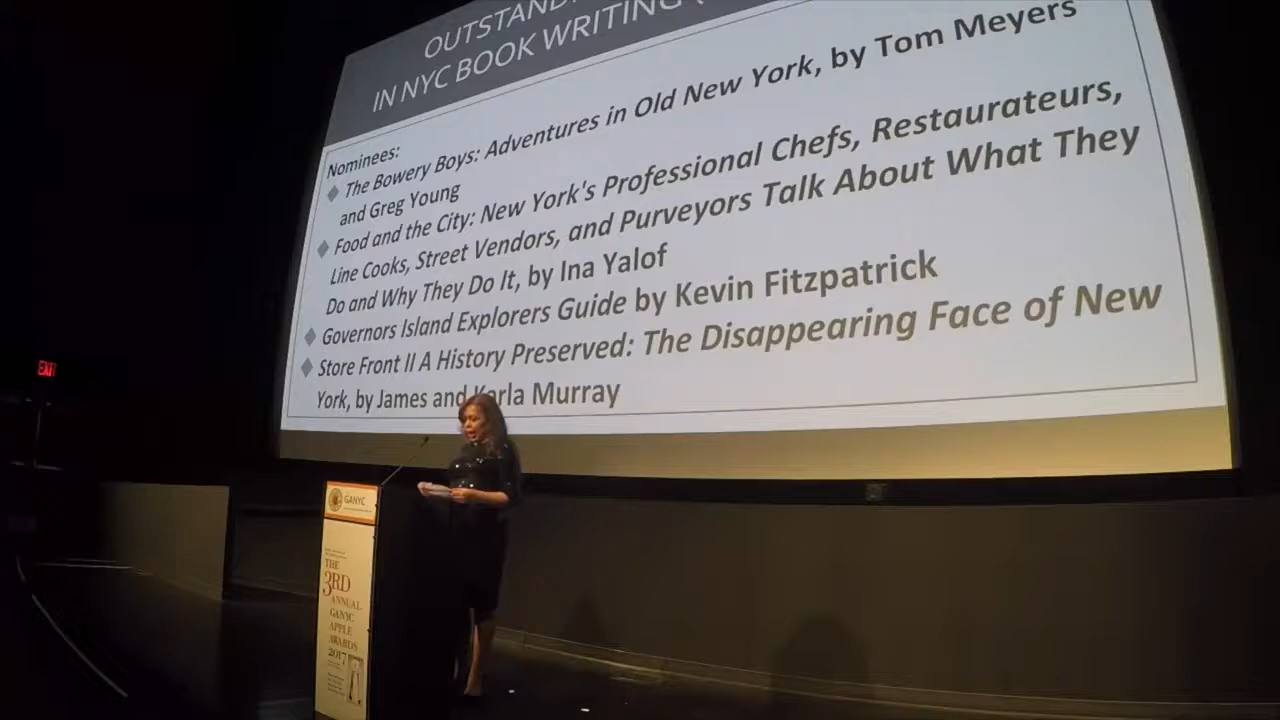 OUTSTAND
IN NYC BOOK WRITING (
Nominees:
The Bowery Boys: Adventures in Old New York, by Tom Meyers
and Greg Young
Food and the City: New York's Professional Chefs, Restaurateurs,
Line Cooks, Street Vendors, and Purveyors Talk About What They
Do and Why They Do It, by Ina Yalof
Governors Island Explorers Guide by Kevin Fitzpatrick
Store Front II A History Preserved: The Disappearing Face of New
York, by James and Karla Murray
EXIT
GANYC
THE
3RD
ANNUAL
GANYC
APPLE
AWARDS
2017